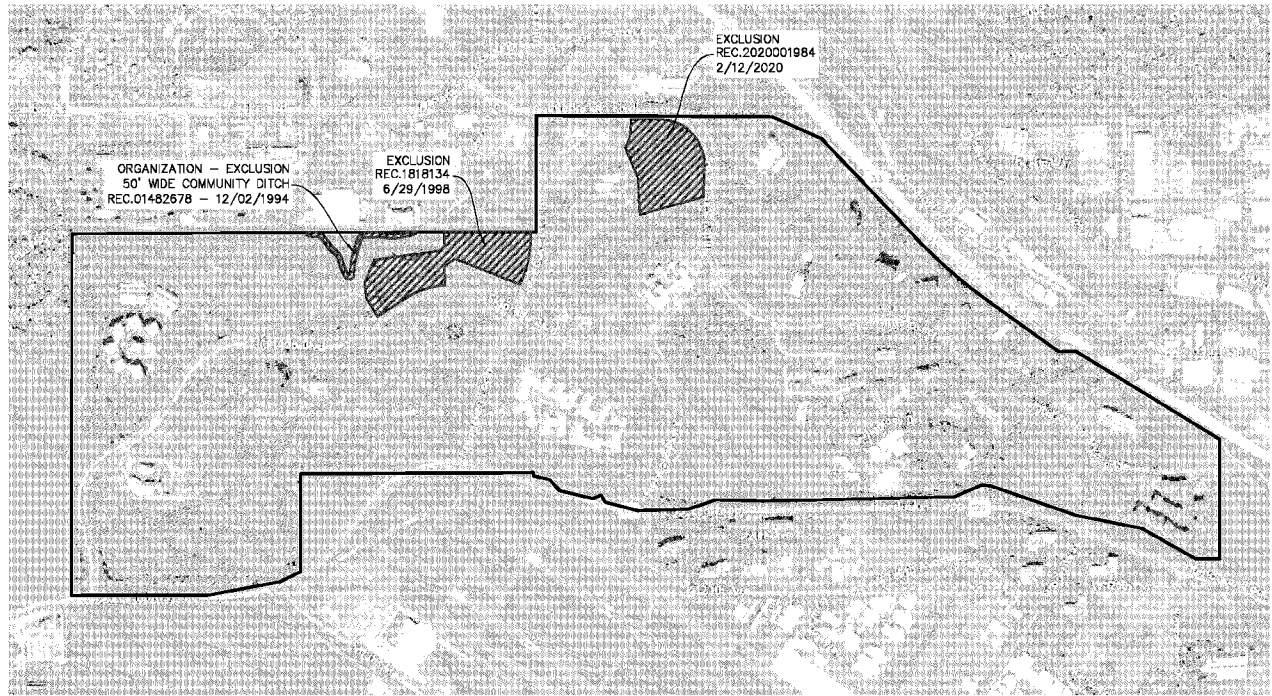 EXCLUSION
REC.2020001984
2/12/2020
ORGANIZATION – EXCLUSION
50' WIDE COMMUNITY DITCH
REC.01482678 – 12/02/1994
EXCLUSION
REC.1818134
6/29/1998